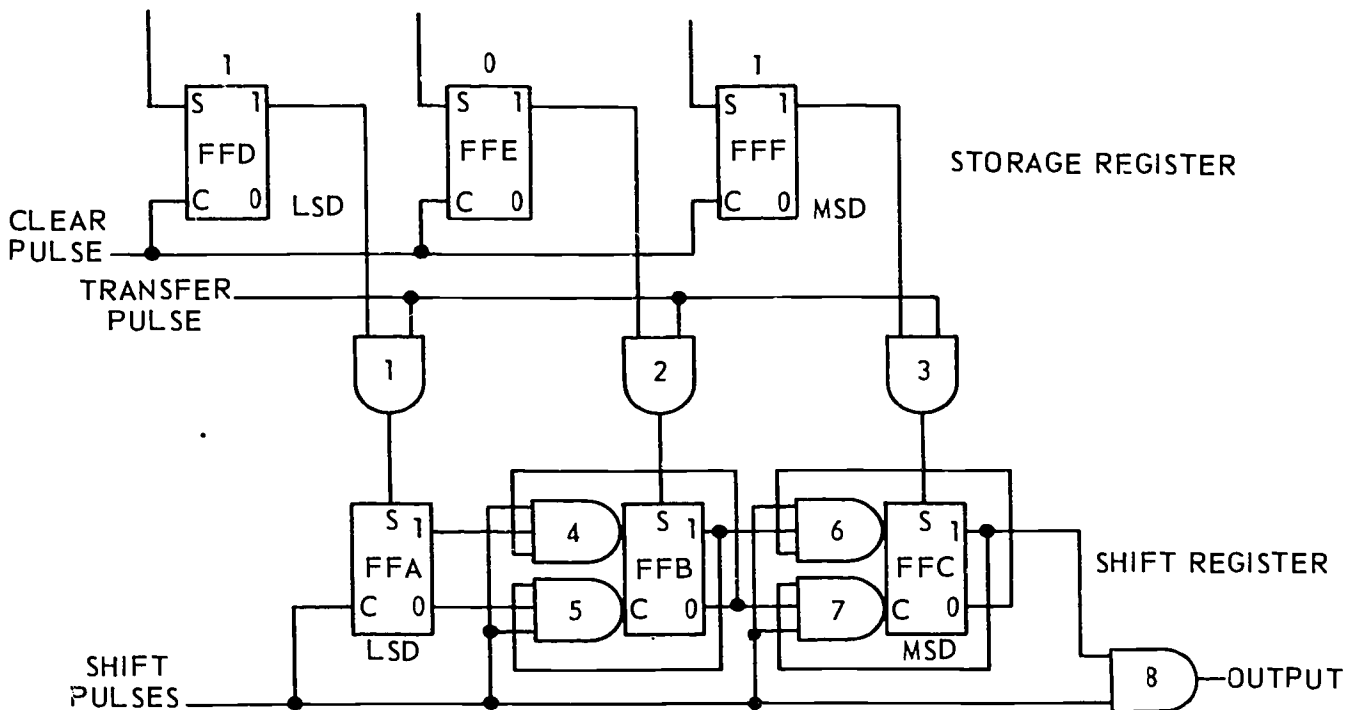 1 0 1
S 1 S 1 S 1
FFD FFE FFF
STORAGE REGISTER
C 0 LSD C 0 C 0 MSD
CLEAR
PULSE
TRANSFER
PULSE
1 2 3
S 1 4 S 1 6 S 1
FFA FFB FFC
SHIFT REGISTER
C 0 5 C 0 7 C 0
LSD MSD
SHIFT
PULSES
8 OUTPUT